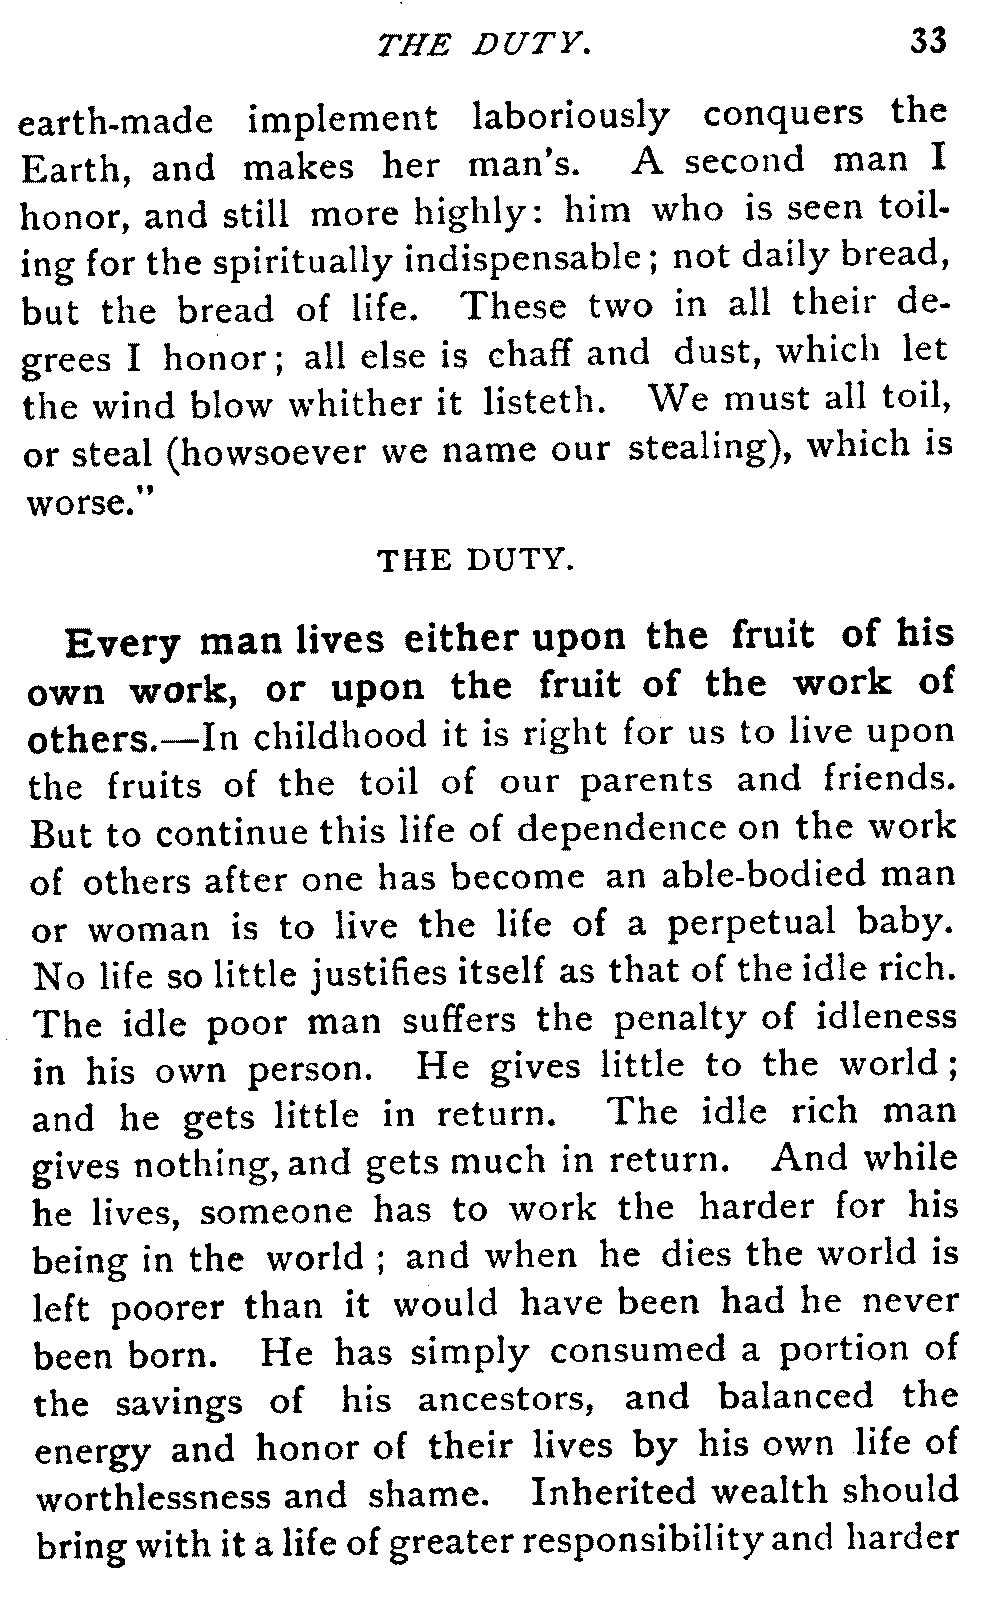 THE DUTY. 33
earth-made implement laboriously conquers the
Earth, and makes her man's. A second man I
honor, and still more highly: him who is seen toil-
ing for the spiritually indispensable; not daily bread,
but the bread of life. These two in all their de-
grees I honor; all else is chaff and dust, which let
the wind blow whither it listeth. We must all toil,
or steal (howsoever we name our stealing), which is
worse."
THE DUTY.
Every man lives either upon the fruit of his
own work, or upon the fruit of the work of
others.—In childhood it is right for us to live upon
the fruits of the toil of our parents and friends.
But to continue this life of dependence on the work
of others after one has become an able-bodied man
or woman is to live the life of a perpetual baby.
No life so little justifies itself as that of the idle rich.
The idle poor man suffers the penalty of idleness
in his own person. He gives little to the world;
and he gets little in return. The idle rich man
gives nothing, and gets much in return. And while
he lives, someone has to work the harder for his
being in the world; and when he dies the world is
left poorer than it would have been had he never
been born. He has simply consumed a portion of
the savings of his ancestors, and balanced the
energy and honor of their lives by his own life of
worthlessness and shame. Inherited wealth should
bring with it a life of greater responsibility and harder